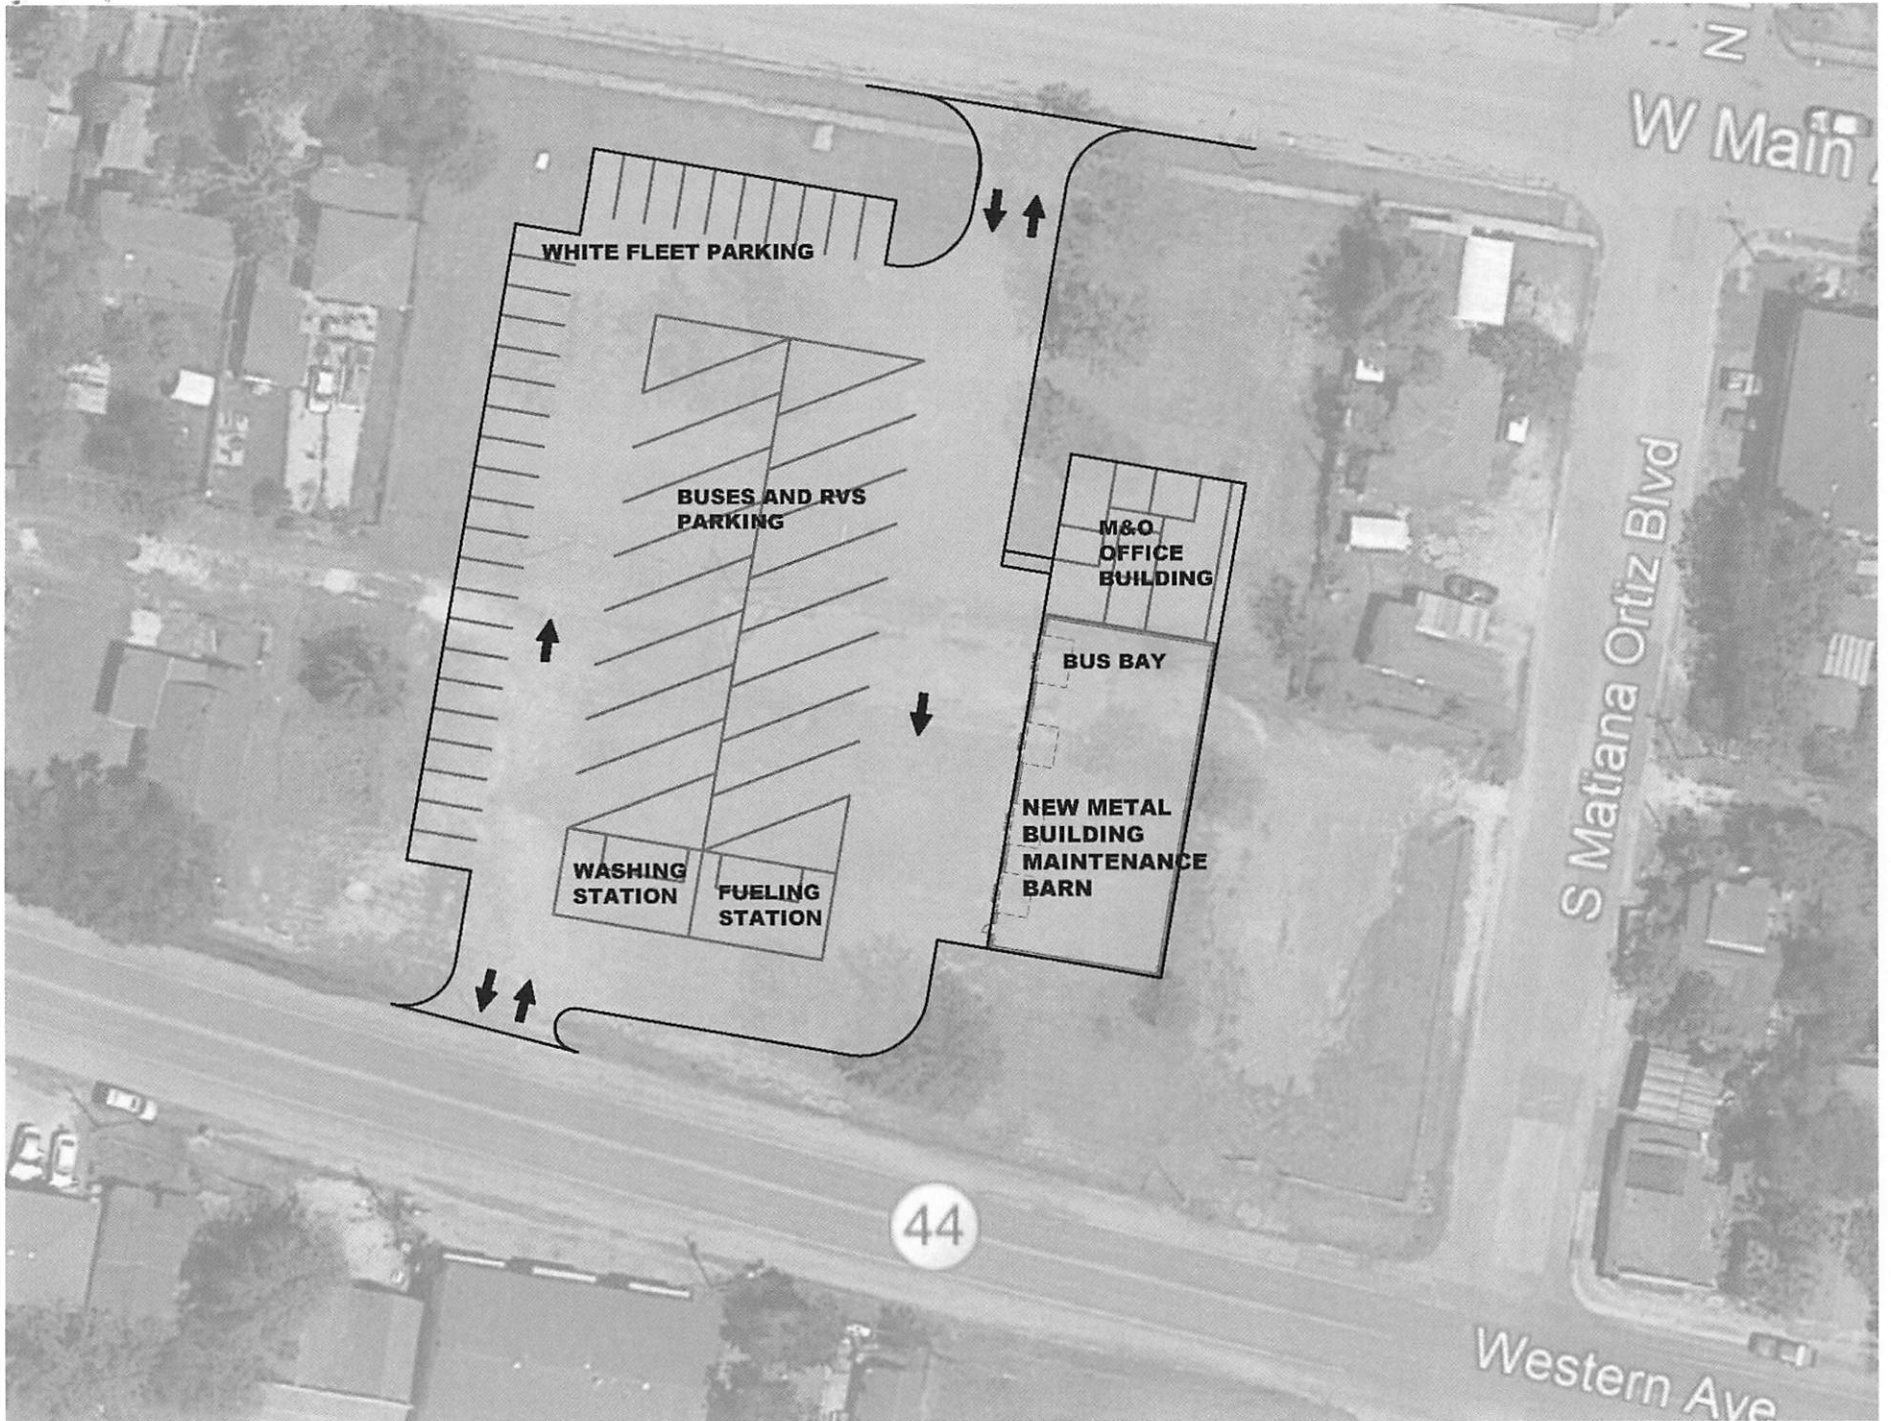 N
W Main
WHITE FLEET PARKING
BUSES AND RVS
PARKING
M&O
OFFICE
BUILDING
BUS BAY
S Matiana Ortiz Blvd
NEW METAL
BUILDING
MAINTENANCE
BARN
WASHING
STATION
FUELING
STATION
44
Western Ave